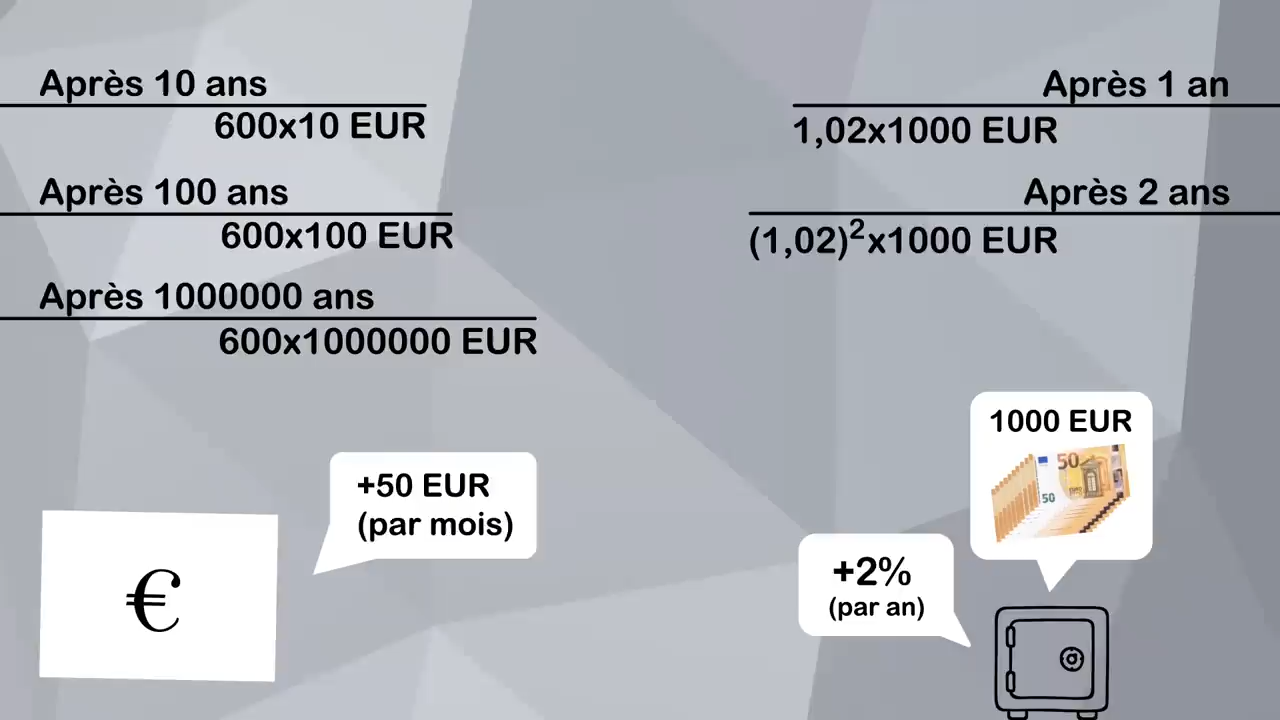 Après 10 ans
600x10 EUR
Après 100 ans
600x100 EUR
Après 1000000 ans
600x1000000 EUR
+50 EUR
(par mois)
€
Après 1 an
1,02x1000 EUR
Après 2 ans
(1,02)²x1000 EUR
1000 EUR
50
50
+2%
(par an)